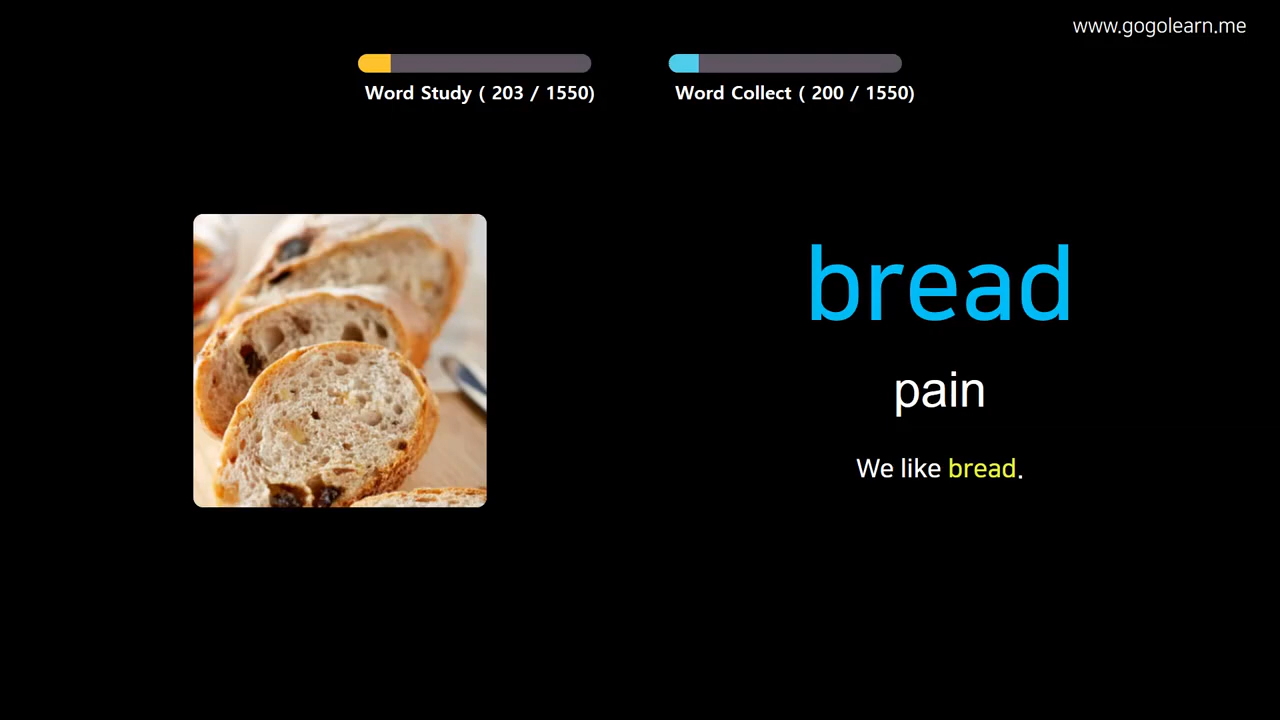 www.gogolearn.me
Word Study ( 203 / 1550)
Word Collect ( 200 / 1550)
bread
pain
We like bread.